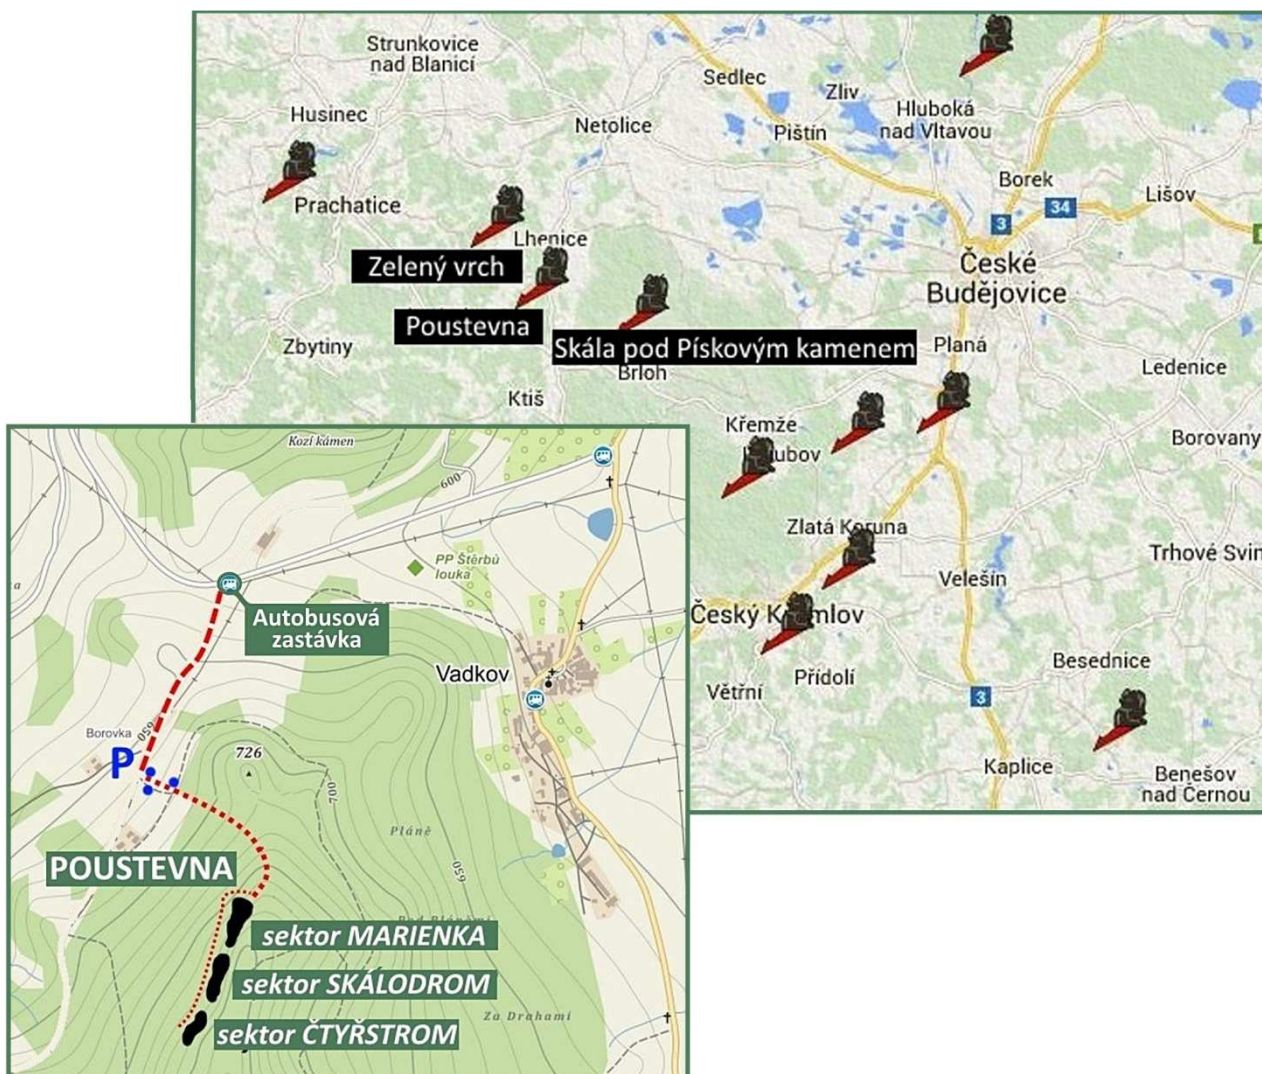 Strunkovice
nad Blanicí
Sedlec
Zliv
Hluboká
nad Vltavou
Husinec
Netolice
Pištín
Borek
34
Lišov
Prachatice
3
Lhenice
Zelený vrch
České
Budějovice
Poustevna
Skála pod Pískovým kamenem
Planá
Zbytiny
Brloh
Ledenice
Ktiš
Křemže
Borovany
Zlatá Koruna
Trhové Svin
Velešín
Český Krumlov
Besednice
Přídolí
Větřní
3
Kaplice
Benešov
nad Černou
Kozí kámen
600
PP Štěrbů
louka
Autobusová
zastávka
Vadkov
650
Borovka
726
P
700
Pláně
650
POUSTEVNA
sektor MARIENKA
sektor SKÁLODROM
Za Drahami
sektor ČTYŘSTROM